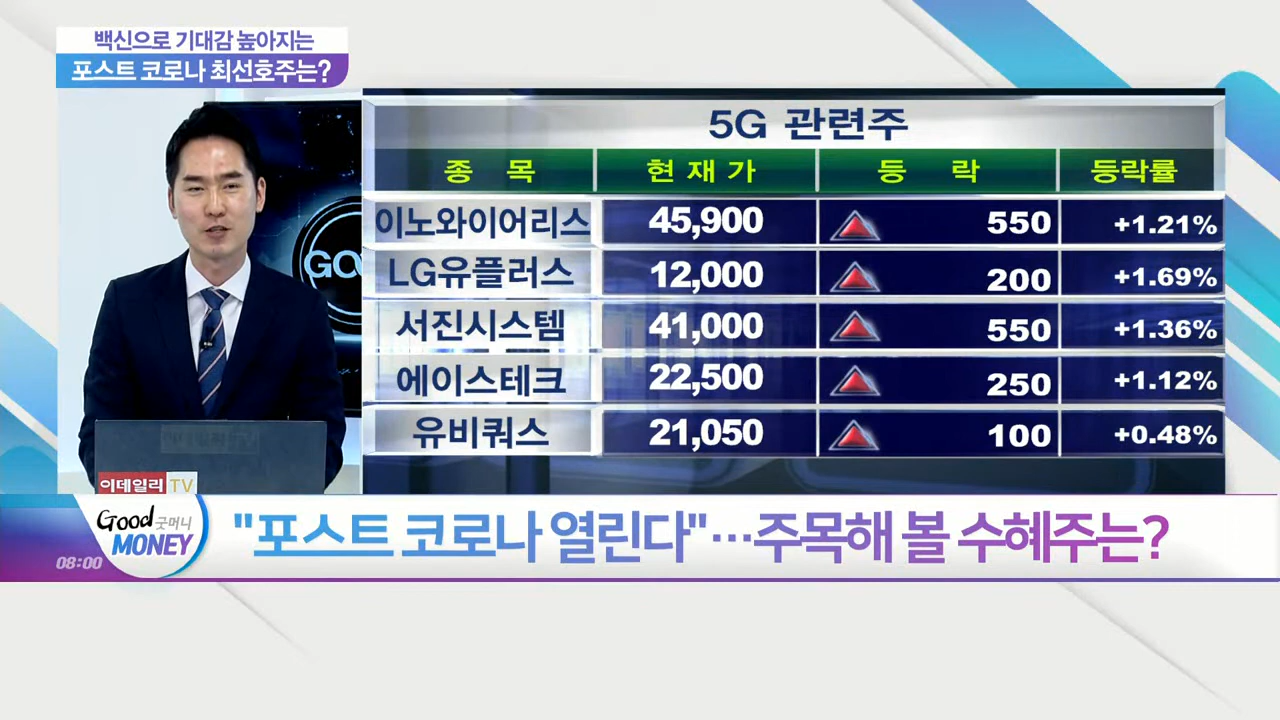 백신으로 기대감 높아지는
포스트 코로나 최선호주는?
GO
5G 관련주
종 목 현 재 가 등 락 등락률
이노와이어리스 45,900 ▲ 550 +1.21%
LG유플러스 12,000 ▲ 200 +1.69%
서진시스템 41,000 ▲ 550 +1.36%
에이스테크 22,500 ▲ 250 +1.12%
유비쿼스 21,050 ▲ 100 +0.48%
이데일리 TV
Good 굿머니
MONEY
08:00
"포스트 코로나 열린다"…주목해 볼 수혜주는?